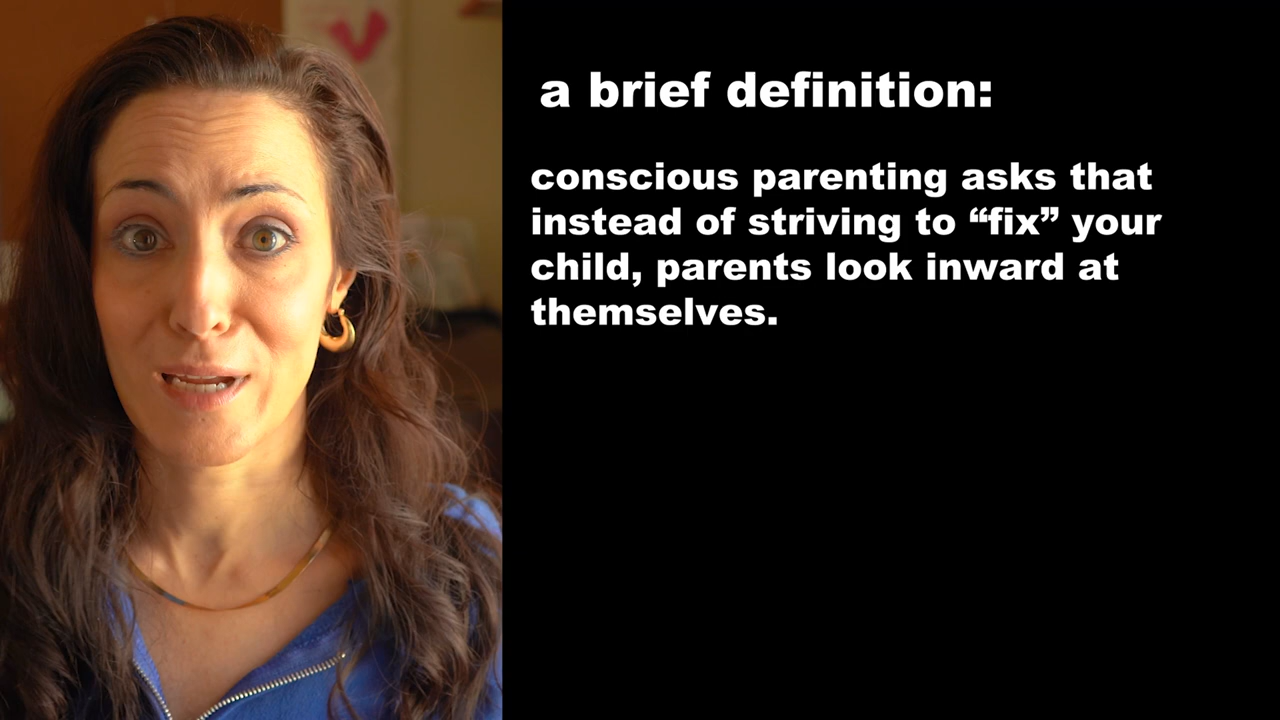 a brief definition:
conscious parenting asks that
instead of striving to “fix” your
child, parents look inward at
themselves.